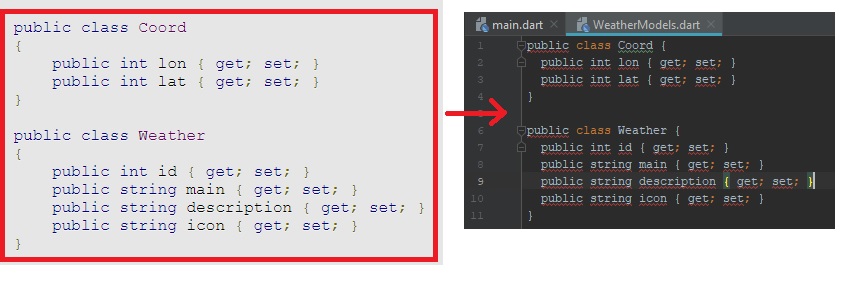 public class Coord
{
    public int lon { get; set; }
    public int lat { get; set; }
}

public class Weather
{
    public int id { get; set; }
    public string main { get; set; }
    public string description { get; set; }
    public string icon { get; set; }
}
main.dart × WeatherModels.dart ×
1 public class Coord {
2   public int lon { get; set; }
3   public int lat { get; set; }
4 }
5
6 public class Weather {
7   public int id { get; set; }
8   public string main { get; set; }
9   public string description { get; set; }
10   public string icon { get; set; }
11 }